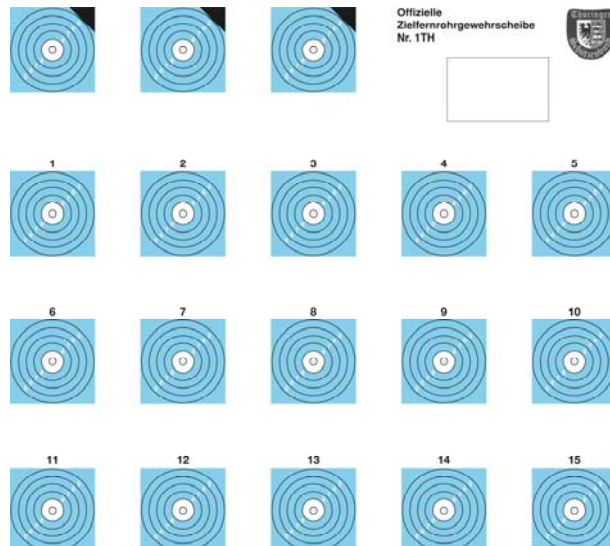 Offizielle
Zielfernrohrgewehrscheibe
Nr. 1TH
Thüringer
1 2 3 4 5
6 7 8 9 10
11 12 13 14 15